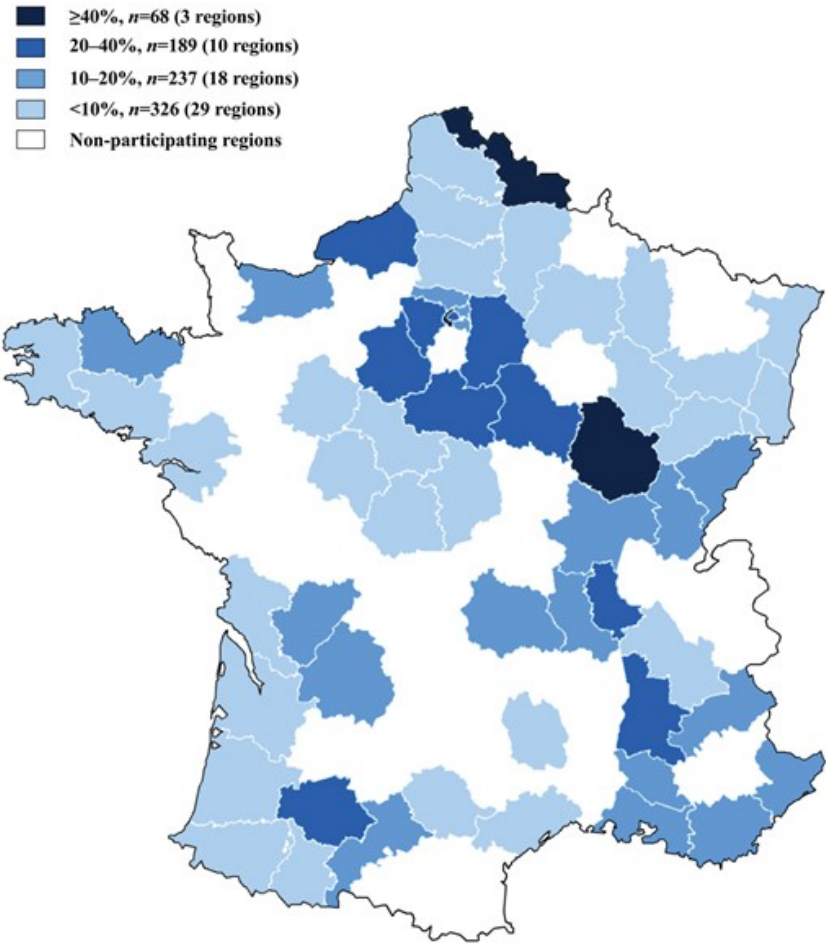 ≥40%, n=68 (3 regions)
20–40%, n=189 (10 regions)
10–20%, n=237 (18 regions)
<10%, n=326 (29 regions)
Non-participating regions